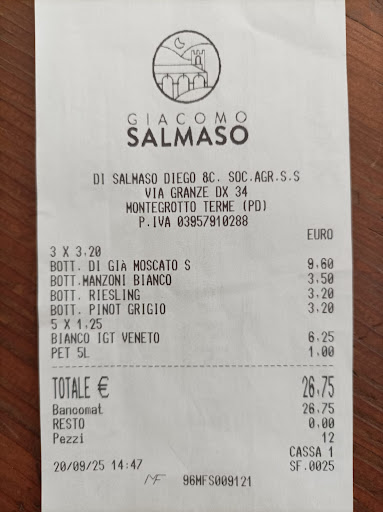 GIACOMO
SALMASO
DI SALMASO DIEGO &C. SOC.AGR.S.S
VIA GRANZE DX 34
MONTEGROTTO TERME (PD)
P.IVA 03957910288
EURO
3 X 3,20
BOTT. DI GIà MOSCATO S 9,60
BOTT.MANZONI BIANCO 3,50
BOTT. RIESLING 3,20
BOTT. PINOT GRIGIO 3,20
5 X 1,25
BIANCO IGT VENETO 6,25
PET 5L 1,00
TOTALE € 26,75
Bancomat 26,75
RESTO 0,00
Pezzi 12
CASSA 1
20/09/25 14:47 SF.0025
MF 96MFS009121